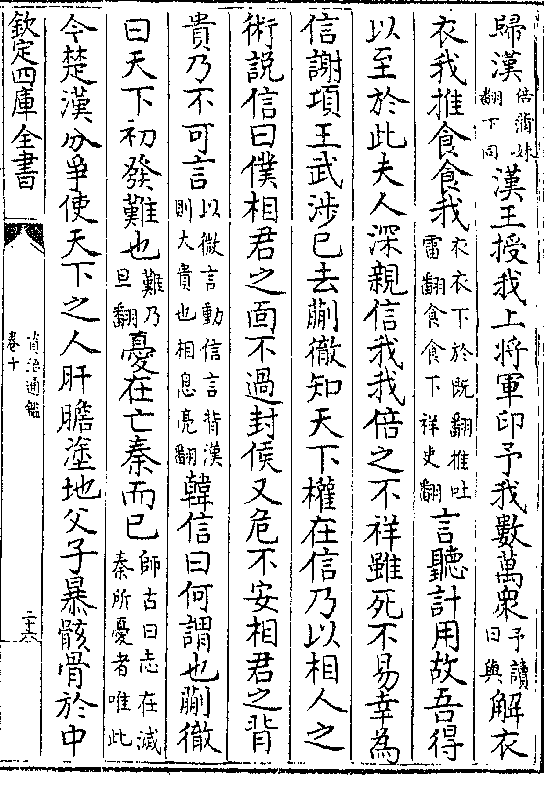 歸漢倍蒲妹翻下同漢王授我上將軍印予我數萬衆予讀曰與解衣
衣我推食食我衣衣下於旣翻推吐雷翻食食下祥吏翻言聽計用故吾得
以至於此夫人深親信我我倍之不祥雖死不易幸為
信謝項王武涉已去蒯徹知天下權在信乃以相人之
術說信曰僕相君之面不過封侯又危不安相君之背
貴乃不可言以微言動信言背漢則大貴也相息亮翻韓信曰何謂也蒯徹
曰天下初發難也難乃旦翻憂在亡秦而已師古曰志在滅秦所憂者唯此
今楚漢分爭使天下之人肝膽塗地父子暴骸骨於中
欽定四庫全書
資治通鑑
卷十
二十六